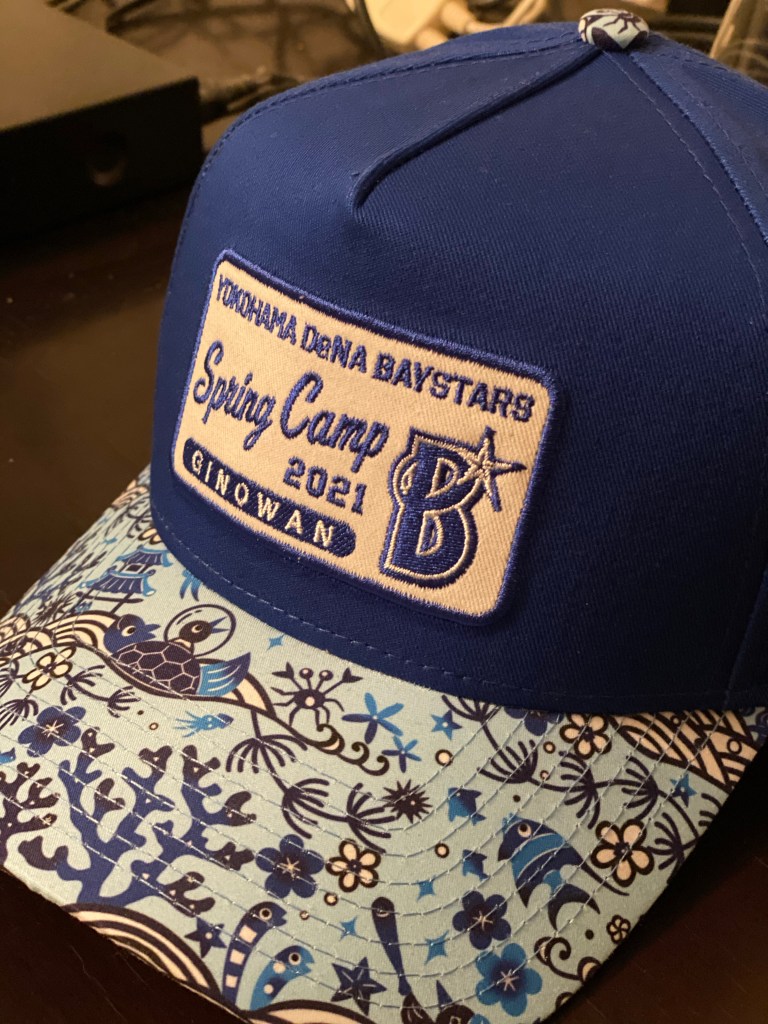 YOKOHAMA DeNA BAYSTARS
Spring Camp
2021
GINOWAN
B